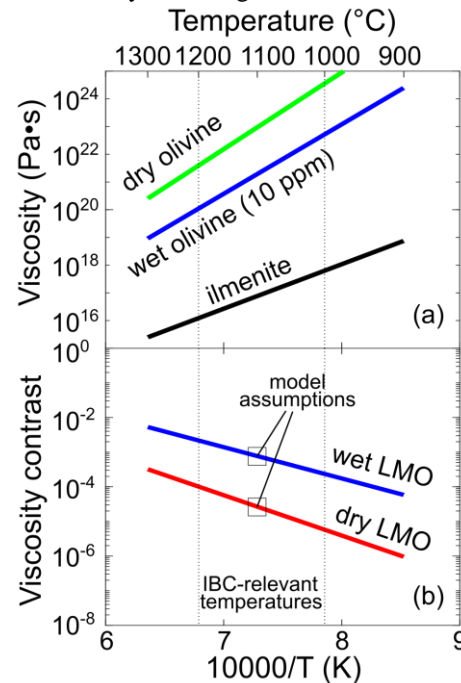 Temperature (°C)
1300 1200 1100 1000 900
Viscosity (Pa•s)
10^24
10^22
10^20
10^18
10^16
dry olivine
wet olivine (10 ppm)
ilmenite
(a)
Viscosity contrast
10^0
10^-2
10^-4
10^-6
10^-8
model
assumptions
wet LMO
dry LMO
IBC-relevant
temperatures
(b)
6 7 8 9
10000/T (K)